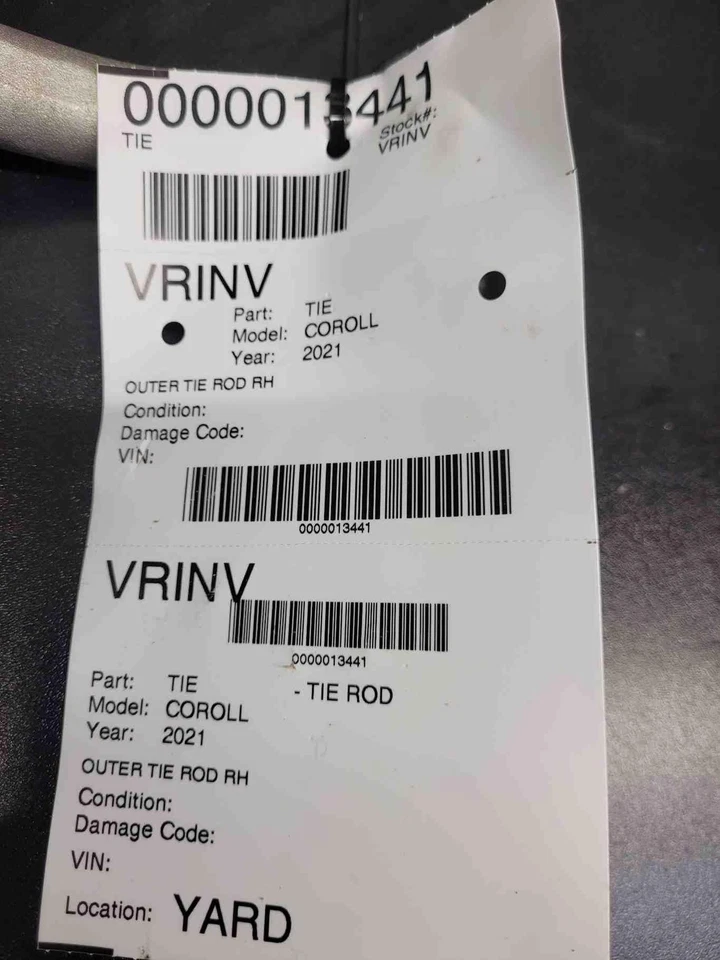 0000013441
TIE
Stock#:
VRINV
VRINV
Part: TIE
Model: COROLL
Year: 2021
OUTER TIE ROD RH
Condition:
Damage Code:
VIN:
0000013441
VRINV
0000013441
Part: TIE - TIE ROD
Model: COROLL
Year: 2021
OUTER TIE ROD RH
Condition:
Damage Code:
VIN:
Location: YARD